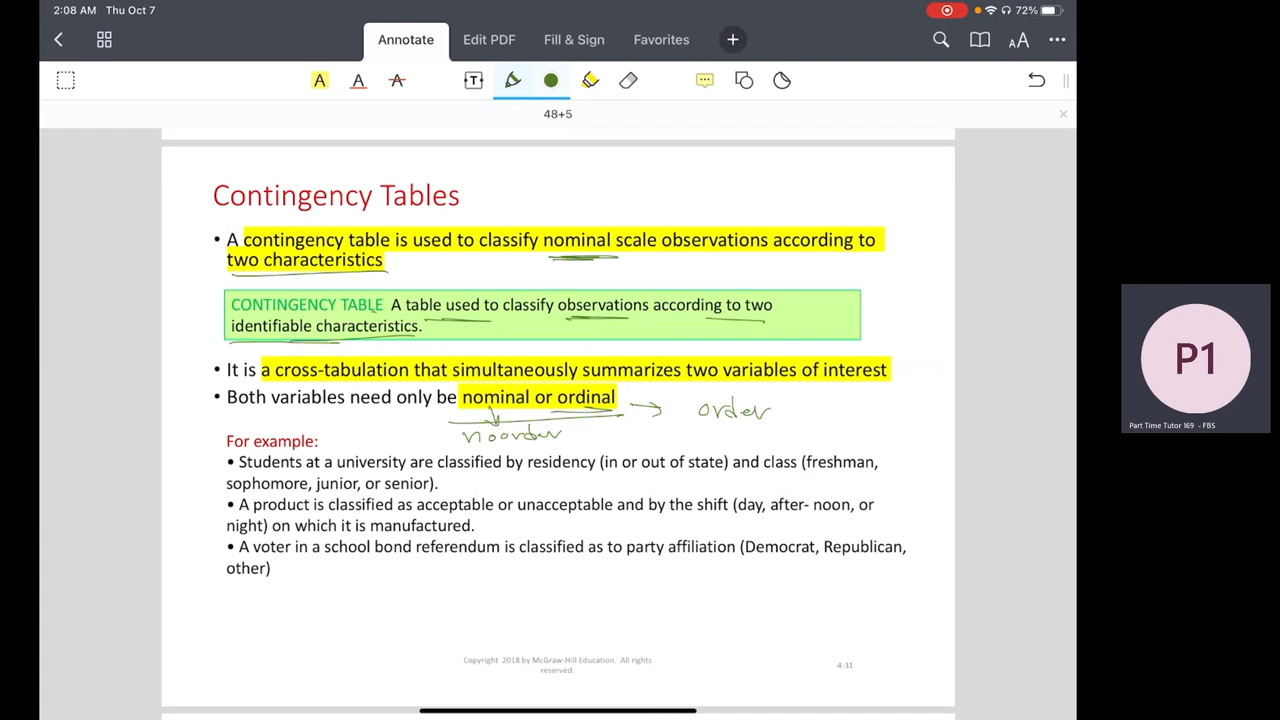 2:08 AM Thu Oct 7
72%
Annotate Edit PDF Fill & Sign Favorites
AA
A A A T
48+5
Contingency Tables
• A contingency table is used to classify nominal scale observations according to
two characteristics
CONTINGENCY TABLE A table used to classify observations according to two
identifiable characteristics.
• It is a cross-tabulation that simultaneously summarizes two variables of interest
• Both variables need only be nominal or ordinal
order
no order
For example:
• Students at a university are classified by residency (in or out of state) and class (freshman,
sophomore, junior, or senior).
• A product is classified as acceptable or unacceptable and by the shift (day, after- noon, or
night) on which it is manufactured.
• A voter in a school bond referendum is classified as to party affiliation (Democrat, Republican,
other)
Copyright 2018 by McGraw-Hill Education. All rights
reserved.
4-31
P1
Part Time Tutor 169 - FBS